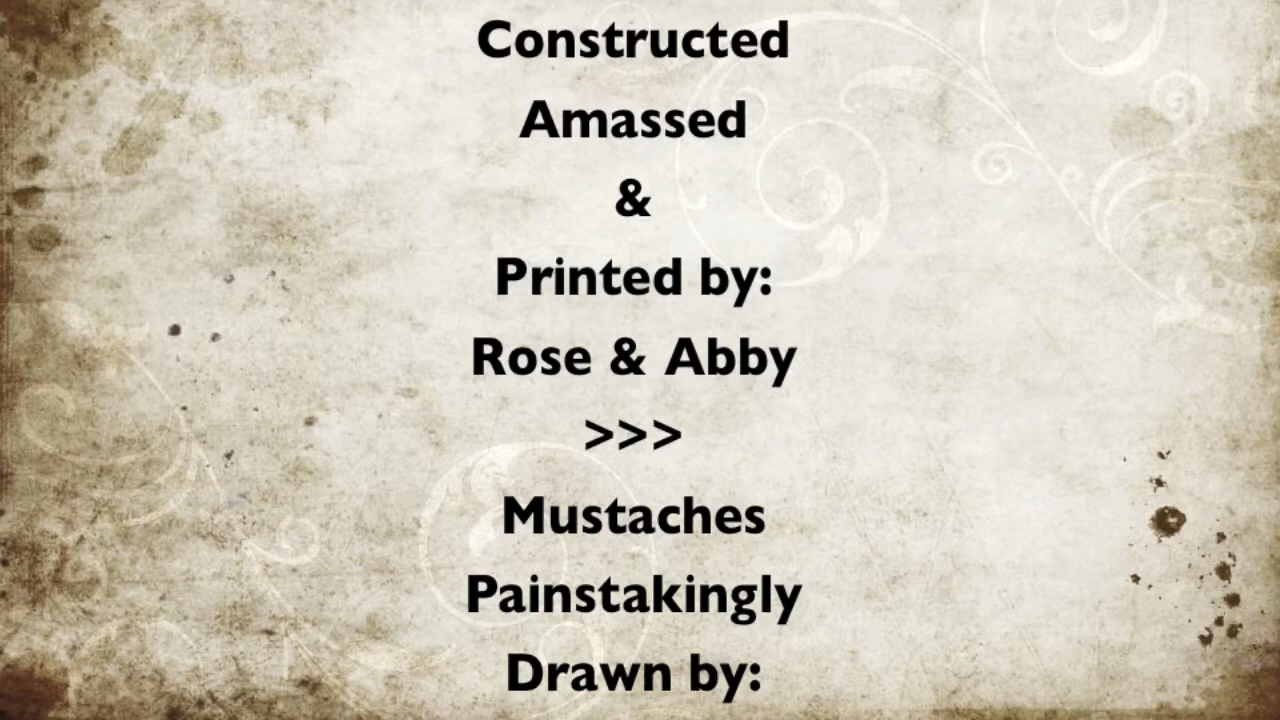 Constructed
Amassed
&
Printed by:
Rose & Abby
>>>
Mustaches
Painstakingly
Drawn by: